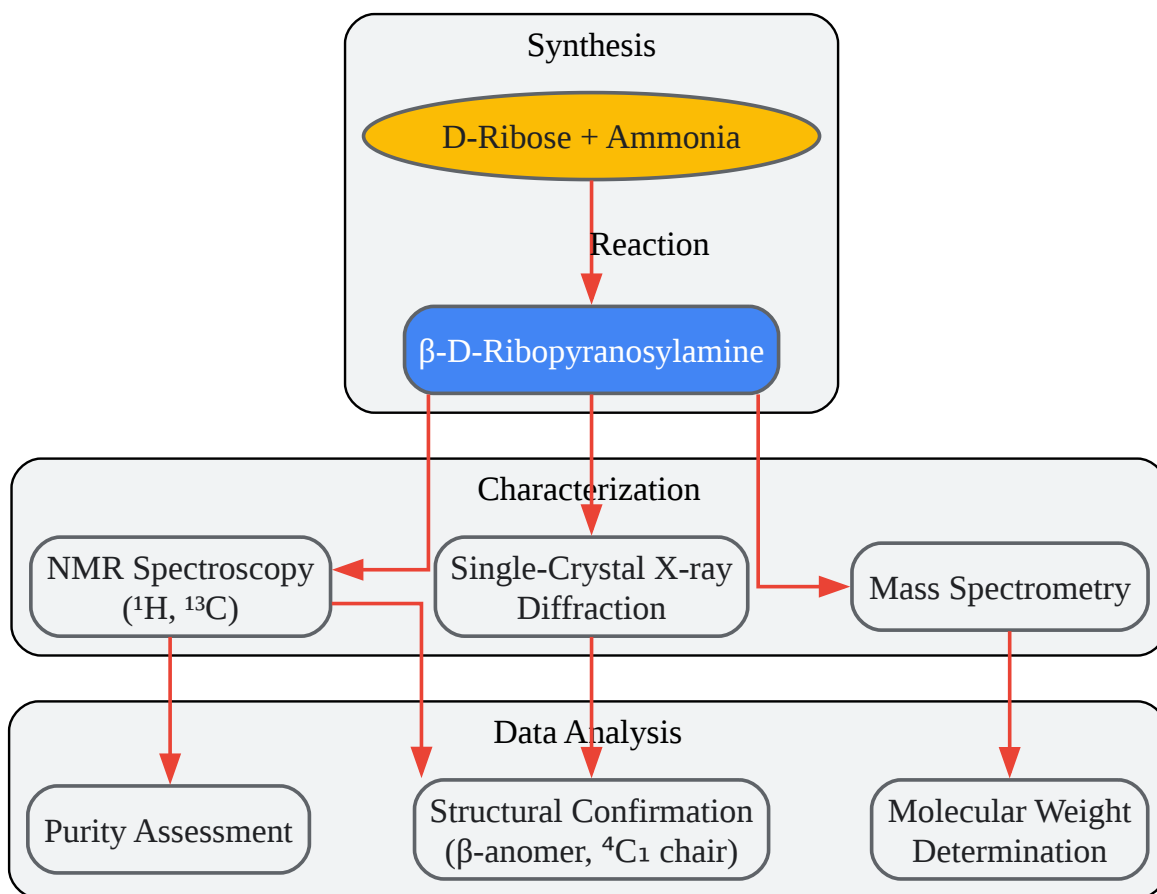 Synthesis
D-Ribose + Ammonia
Reaction
β-D-Ribopyranosylamine
Characterization
NMR Spectroscopy
(¹H, ¹³C)
Single-Crystal X-ray
Diffraction
Mass Spectrometry
Data Analysis
Purity Assessment
Structural Confirmation
(β-anomer, ⁴C₁ chair)
Molecular Weight
Determination